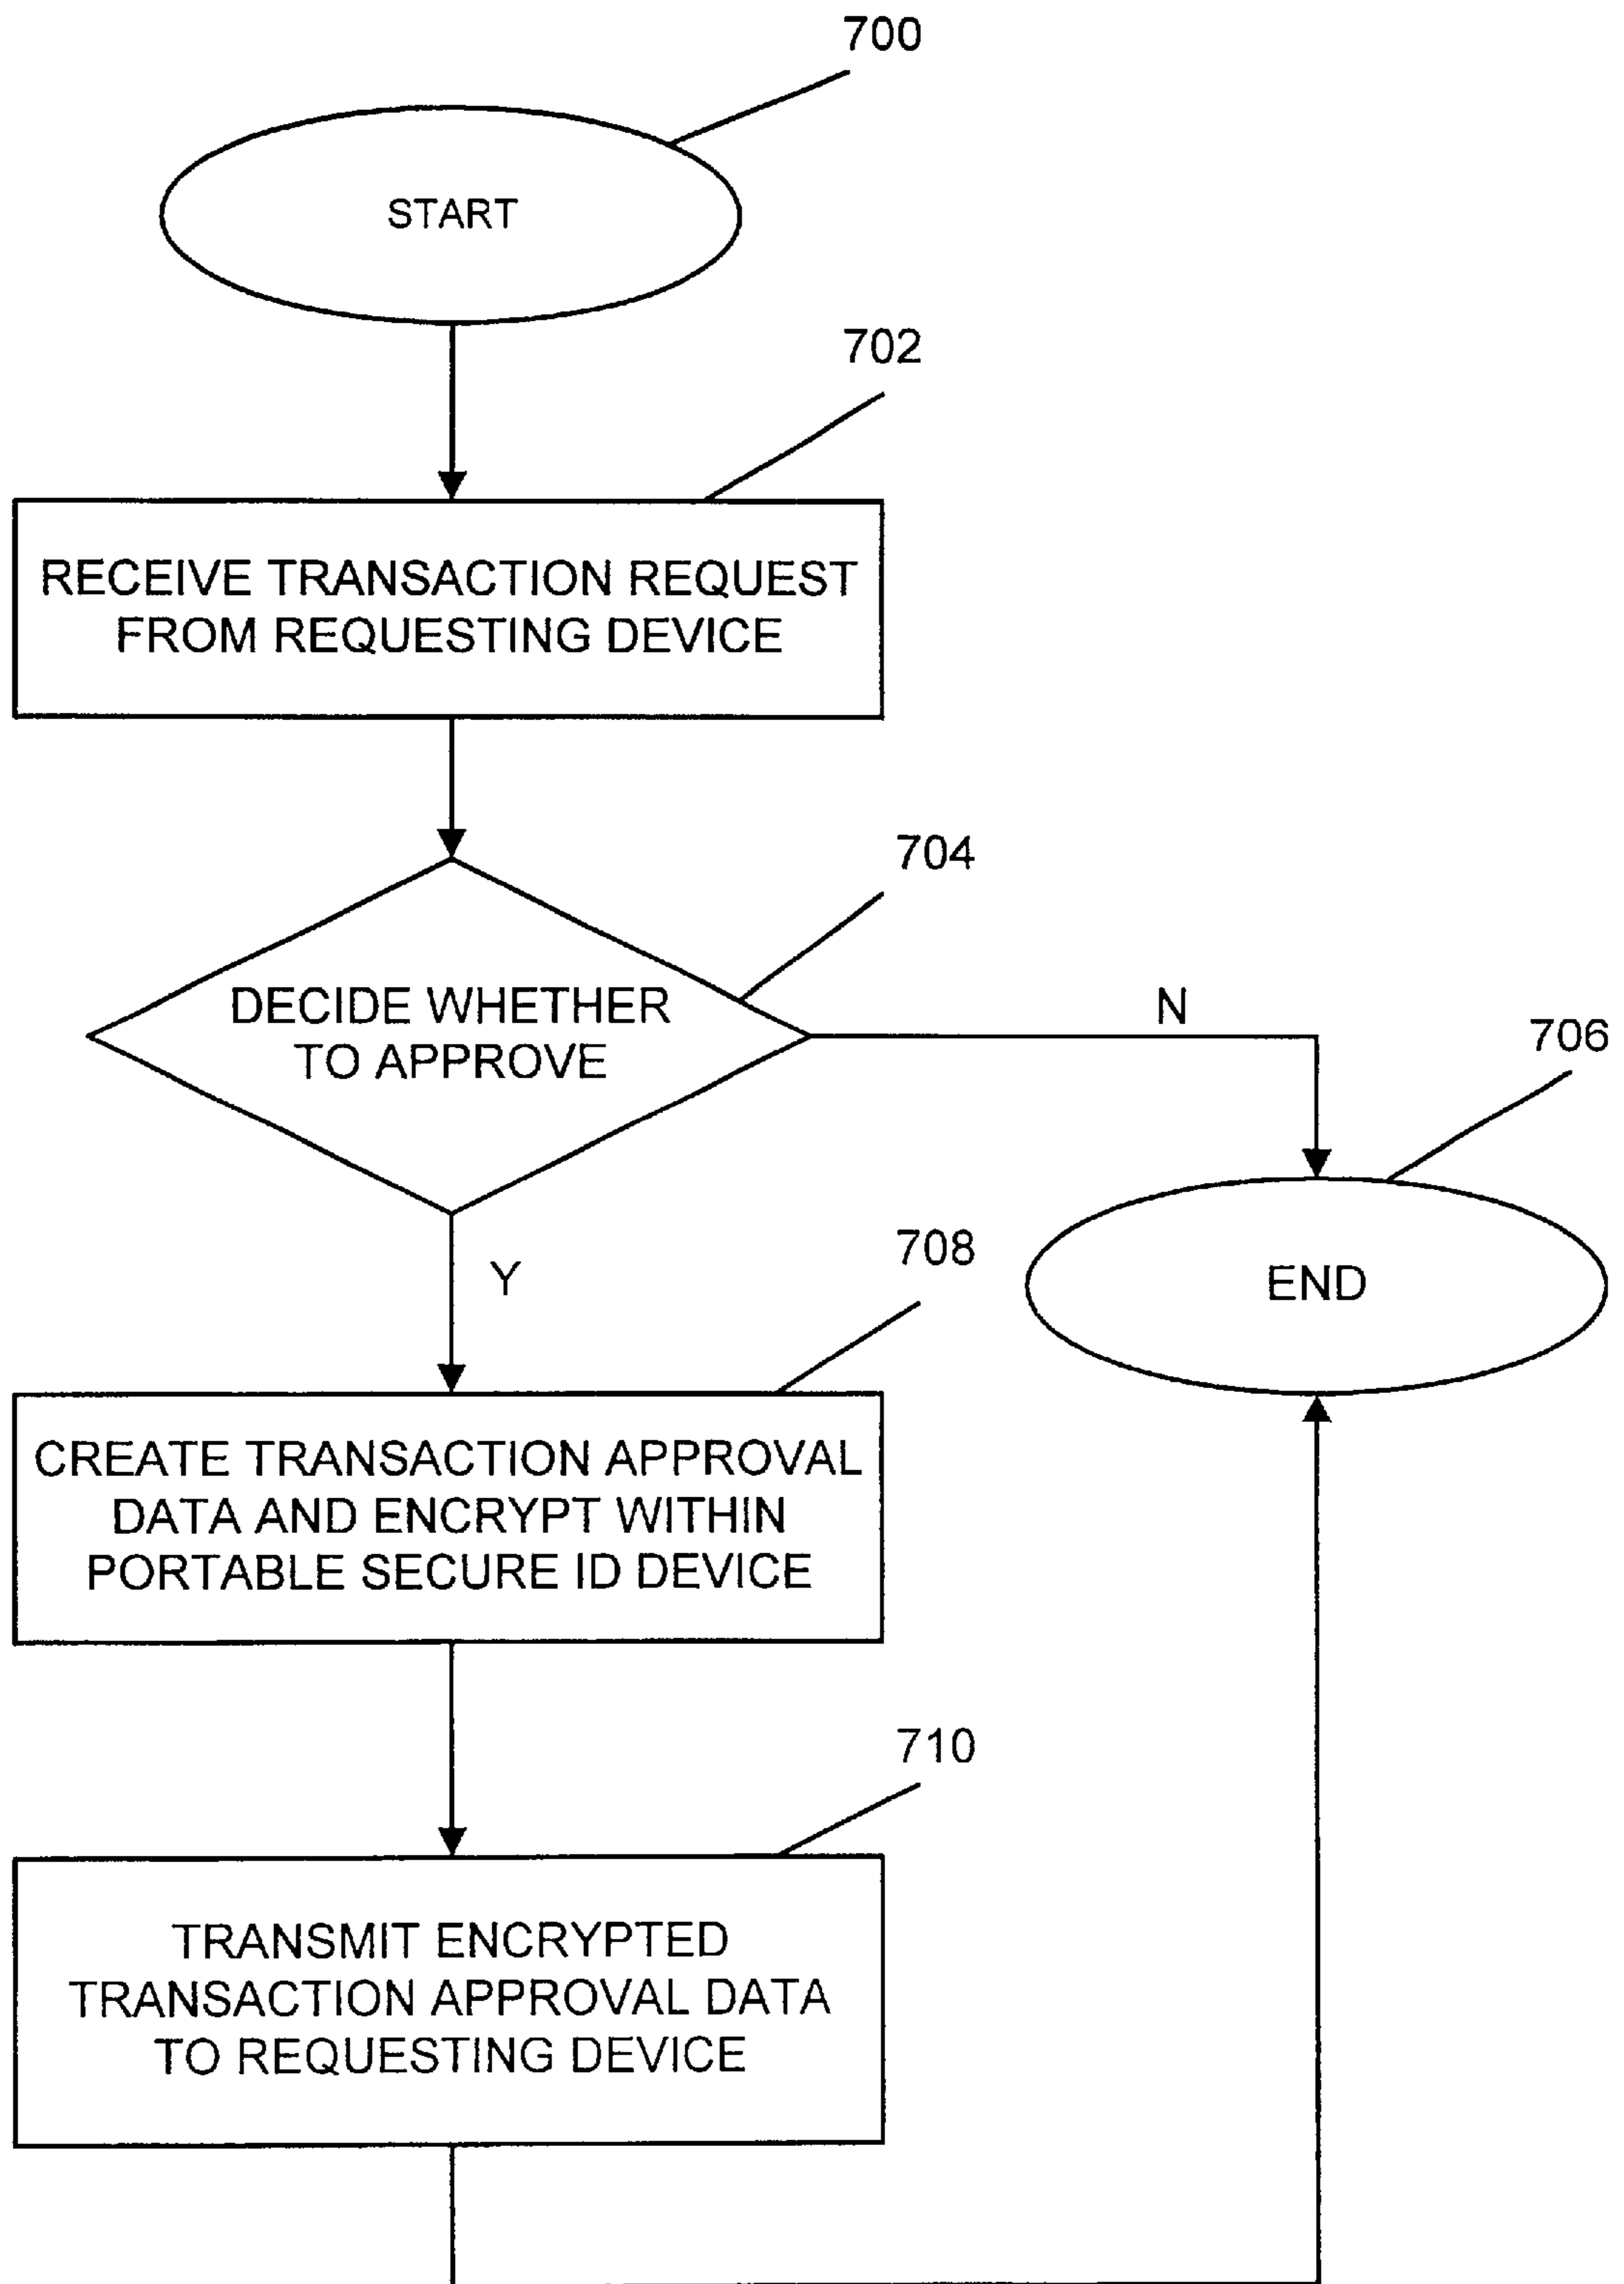 700
START
702
RECEIVE TRANSACTION REQUEST
FROM REQUESTING DEVICE
704
DECIDE WHETHER
TO APPROVE
N
706
END
Y
708
CREATE TRANSACTION APPROVAL
DATA AND ENCRYPT WITHIN
PORTABLE SECURE ID DEVICE
710
TRANSMIT ENCRYPTED
TRANSACTION APPROVAL DATA
TO REQUESTING DEVICE